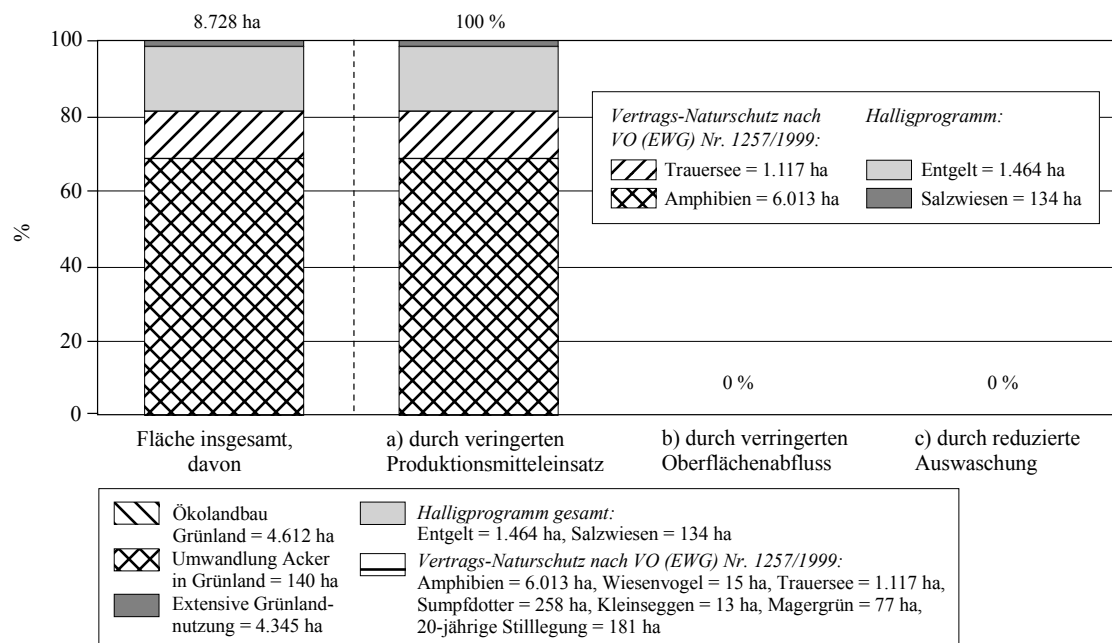 8.728 ha
100 %
100
80
60
40
20
0
%
Vertrags-Naturschutz nach
VO (EWG) Nr. 1257/1999:
Trauersee = 1.117 ha
Amphibien = 6.013 ha
Halligprogramm:
Entgelt = 1.464 ha
Salzwiesen = 134 ha
0 %
0 %
Fläche insgesamt,
davon
a) durch veringerten
Produktionsmitteleinsatz
b) durch verringerten
Oberflächenabfluss
c) durch reduzierte
Auswaschung
Ökolandbau
Grünland = 4.612 ha
Umwandlung Acker
in Grünland = 140 ha
Extensive Grünland-
nutzung = 4.345 ha
Halligprogramm gesamt:
Entgelt = 1.464 ha, Salzwiesen = 134 ha
Vertrags-Naturschutz nach VO (EWG) Nr. 1257/1999:
Amphibien = 6.013 ha, Wiesenvogel = 15 ha, Trauersee = 1.117 ha,
Sumpfdotter = 258 ha, Kleinseggen = 13 ha, Magergrün = 77 ha,
20-jährige Stilllegung = 181 ha